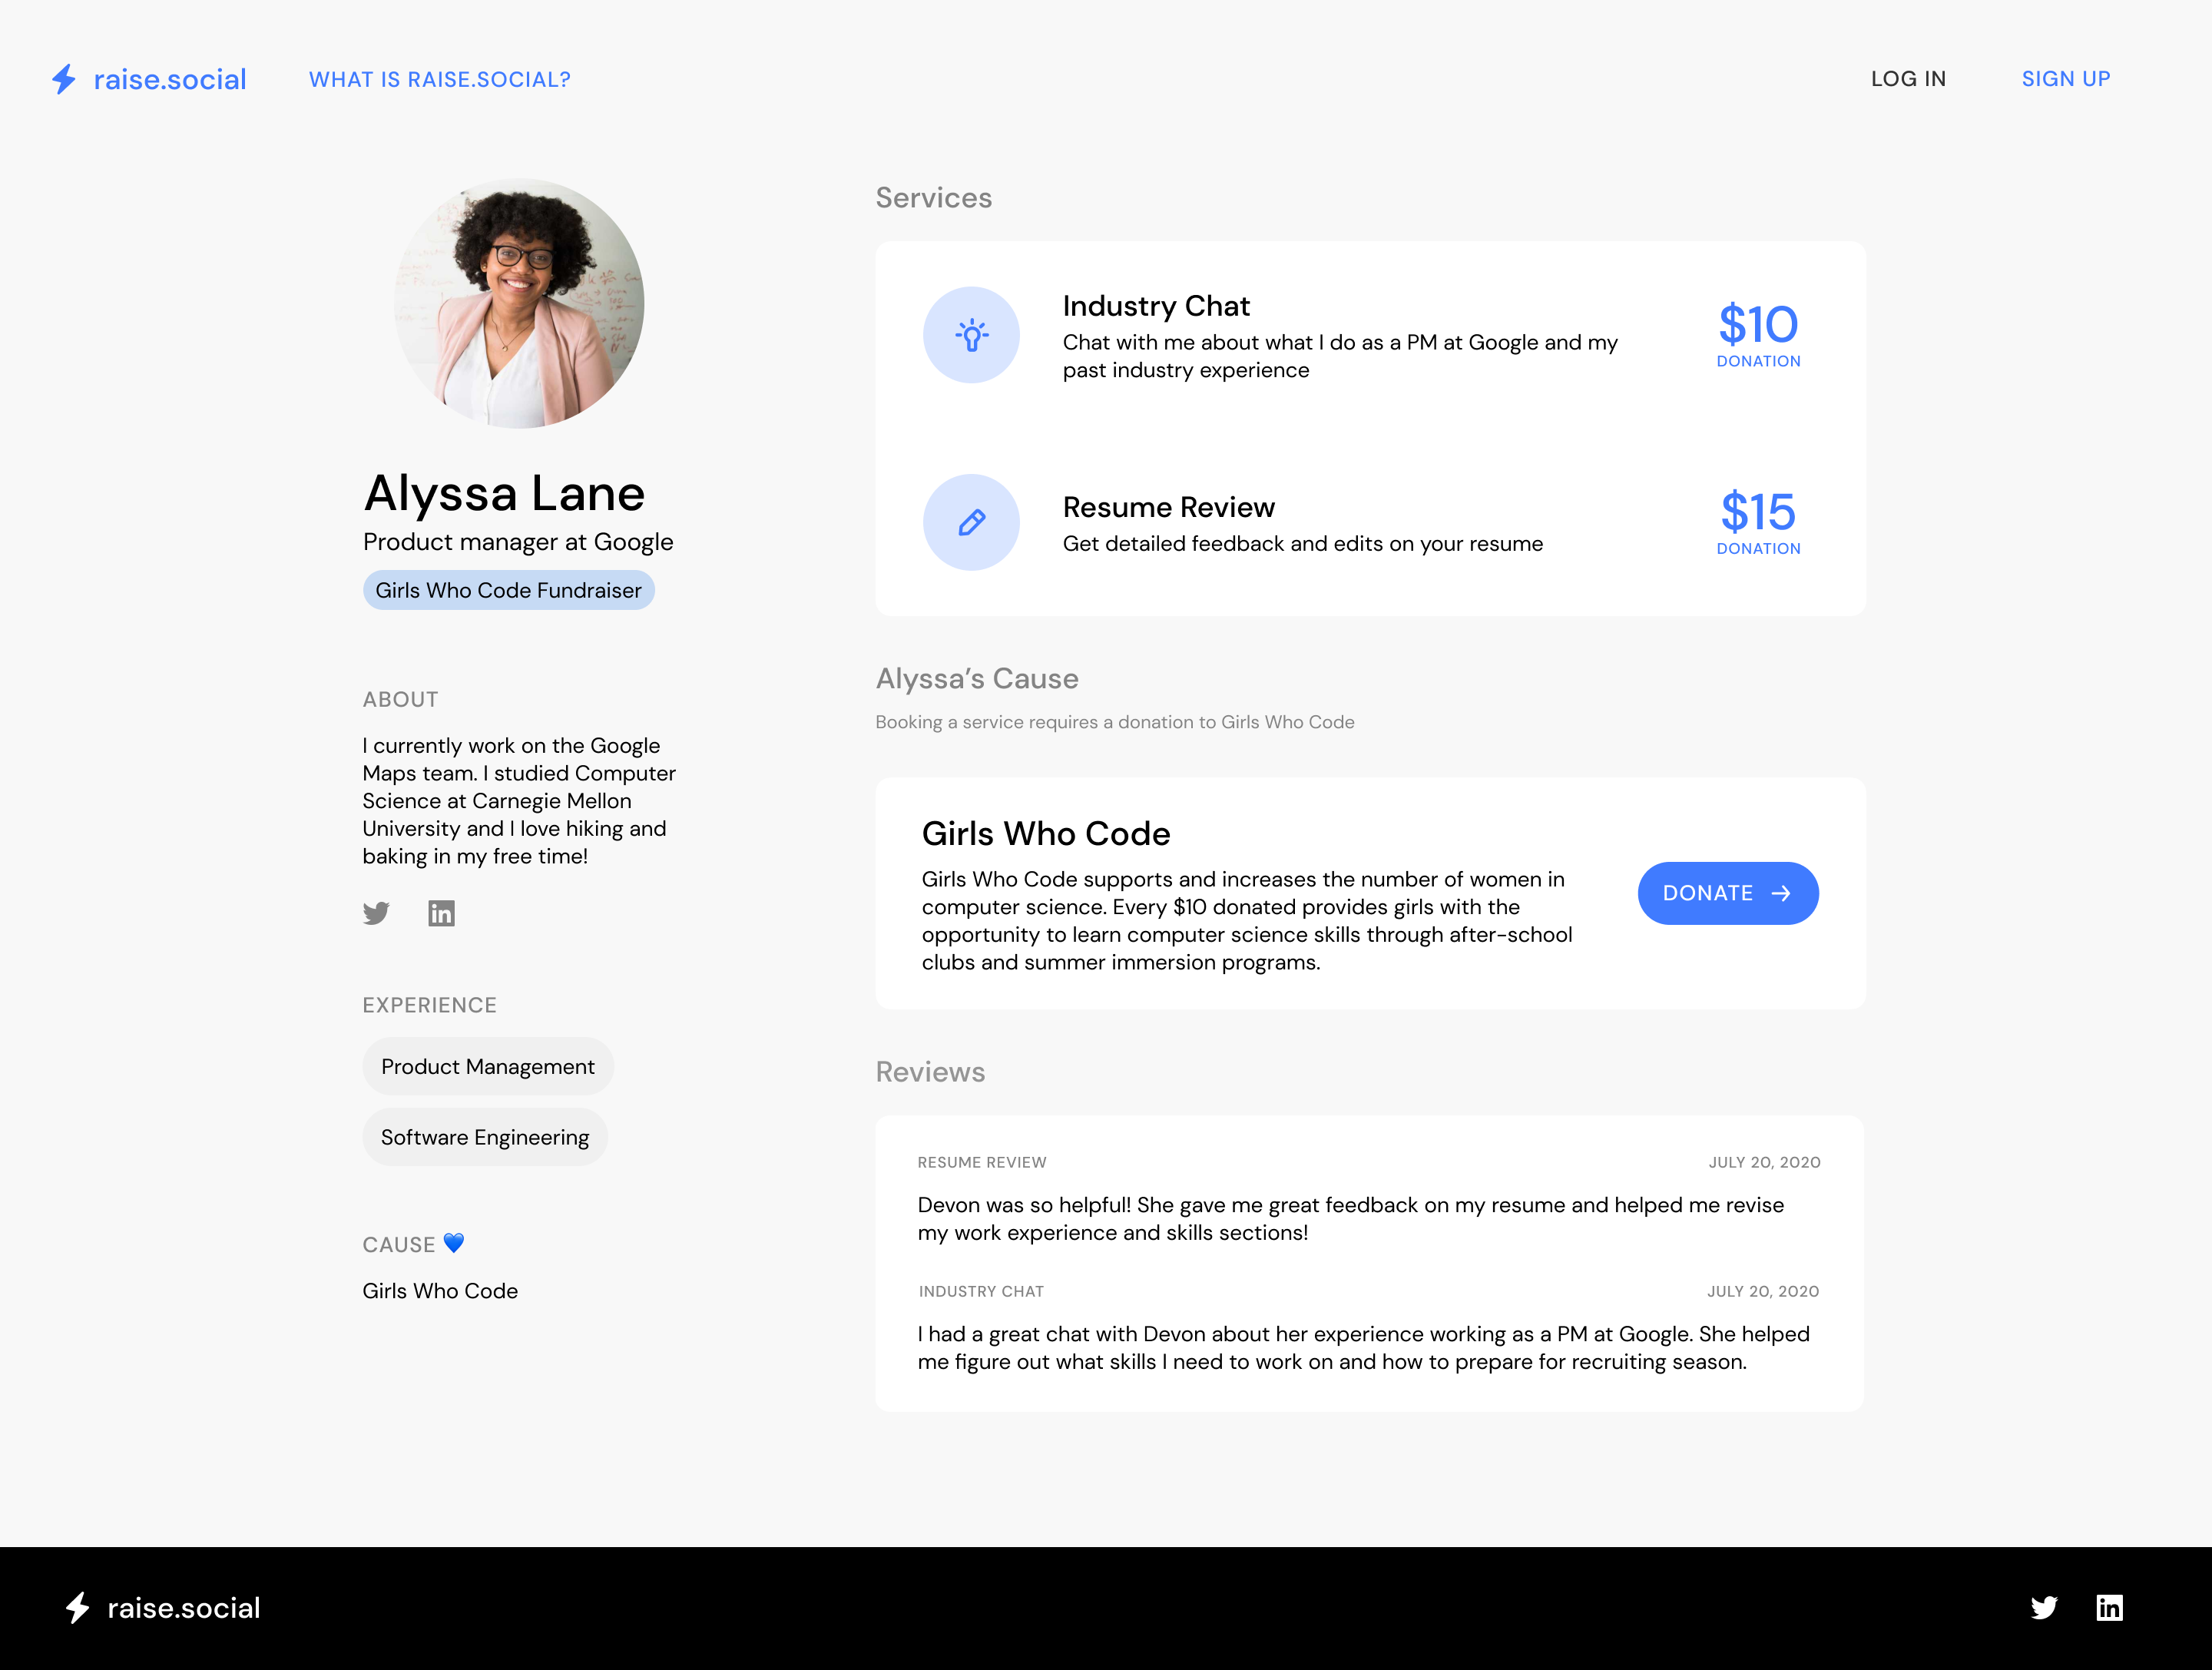 raise.social
WHAT IS RAISE.SOCIAL?
LOG IN
SIGN UP
Alyssa Lane
Product manager at Google
Girls Who Code Fundraiser
ABOUT
I currently work on the Google
Maps team. I studied Computer
Science at Carnegie Mellon
University and I love hiking and
baking in my free time!
in
EXPERIENCE
Product Management
Software Engineering
CAUSE 💙
Girls Who Code
Services
Industry Chat
Chat with me about what I do as a PM at Google and my
past industry experience
$10
DONATION
Resume Review
Get detailed feedback and edits on your resume
$15
DONATION
Alyssa’s Cause
Booking a service requires a donation to Girls Who Code
Girls Who Code
Girls Who Code supports and increases the number of women in
computer science. Every $10 donated provides girls with the
opportunity to learn computer science skills through after-school
clubs and summer immersion programs.
DONATE →
Reviews
RESUME REVIEW
JULY 20, 2020
Devon was so helpful! She gave me great feedback on my resume and helped me revise
my work experience and skills sections!
INDUSTRY CHAT
JULY 20, 2020
I had a great chat with Devon about her experience working as a PM at Google. She helped
me figure out what skills I need to work on and how to prepare for recruiting season.
raise.social
in